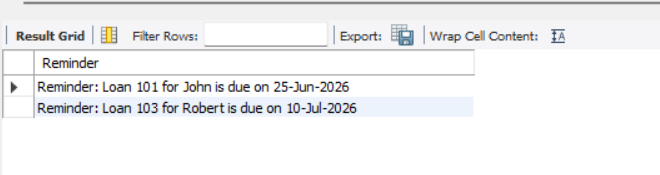 Result Grid Filter Rows: Export: Wrap Cell Content:
Reminder
Reminder: Loan 101 for John is due on 25-Jun-2026
Reminder: Loan 103 for Robert is due on 10-Jul-2026